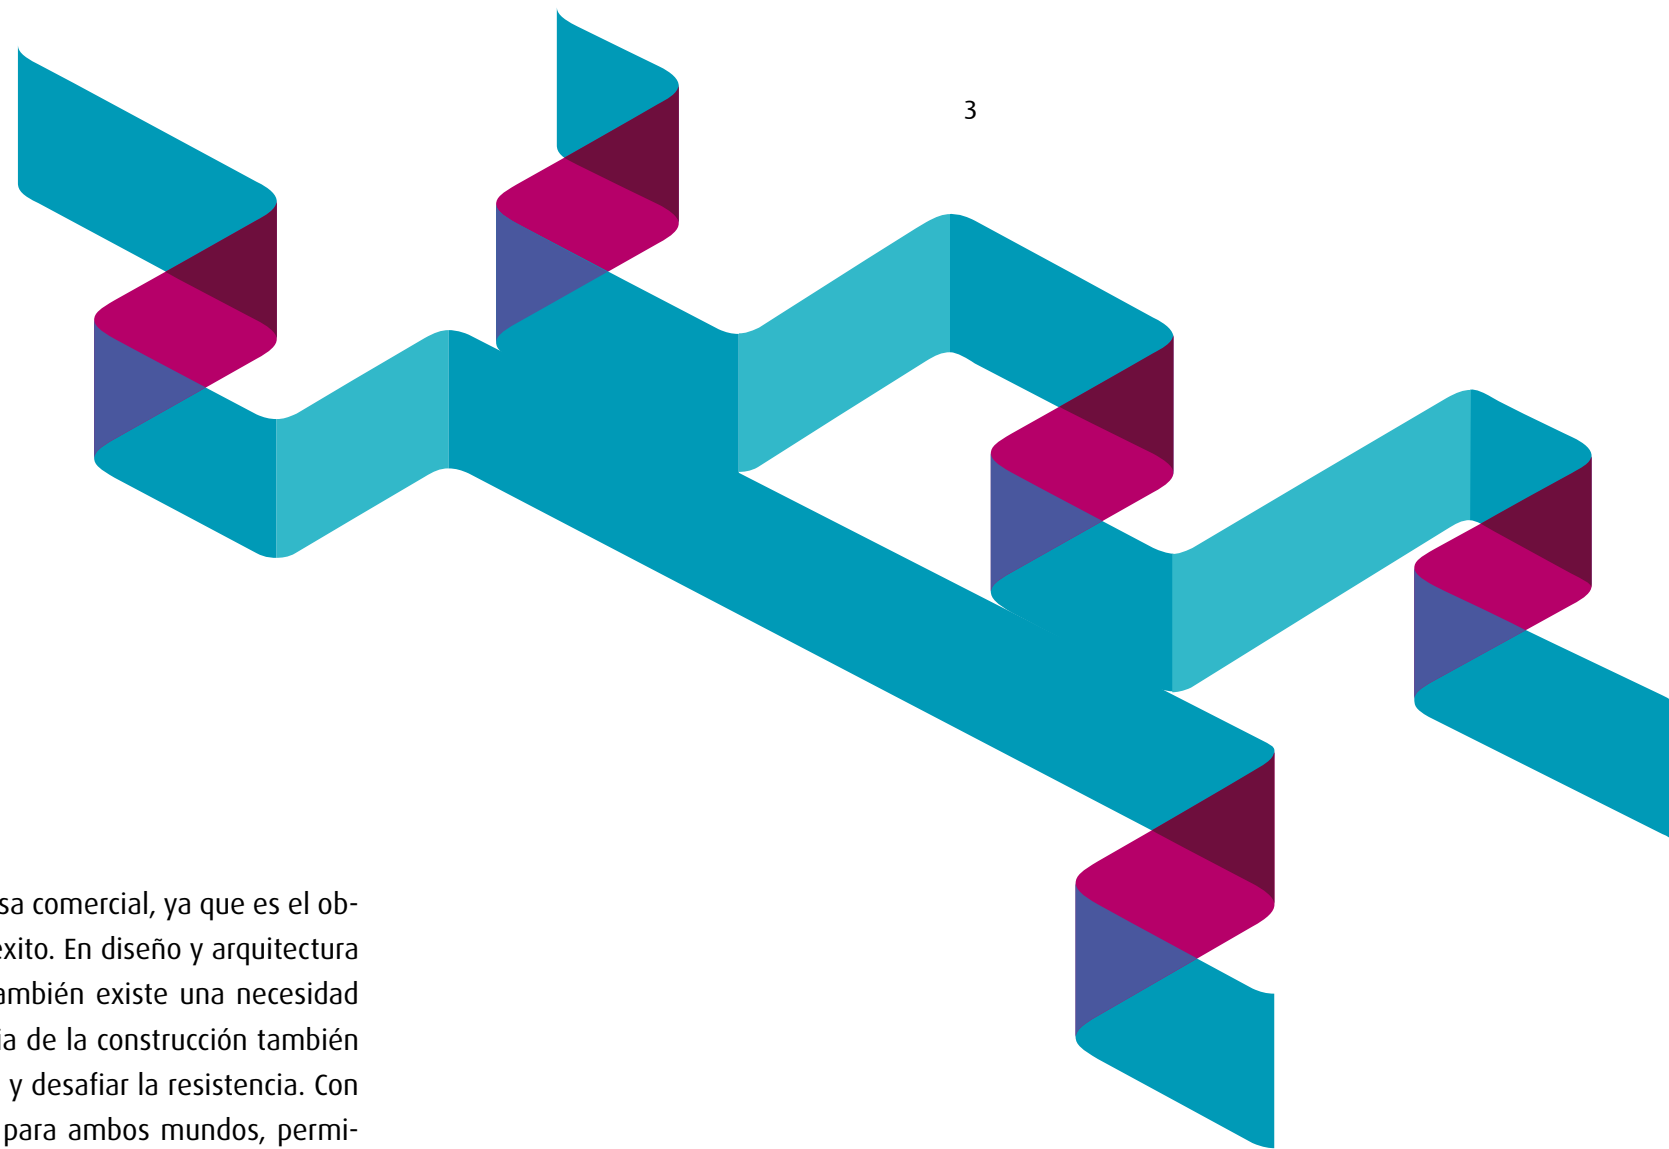 3
sa comercial, ya que es el ob-
éxito. En diseño y arquitectura
ambién existe una necesidad
ia de la construcción también
y desafiar la resistencia. Con
para ambos mundos, permi-